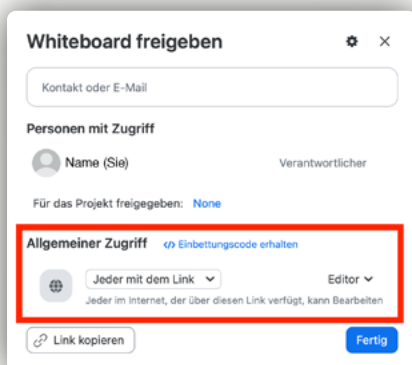 Whiteboard freigeben
Kontakt oder E-Mail
Personen mit Zugriff
Name (Sie) Verantwortlicher
Für das Projekt freigegeben: None
Allgemeiner Zugriff </> Einbettungscode erhalten
Jeder mit dem Link Editor
Jeder im Internet, der über diesen Link verfügt, kann Bearbeiten
Link kopieren Fertig